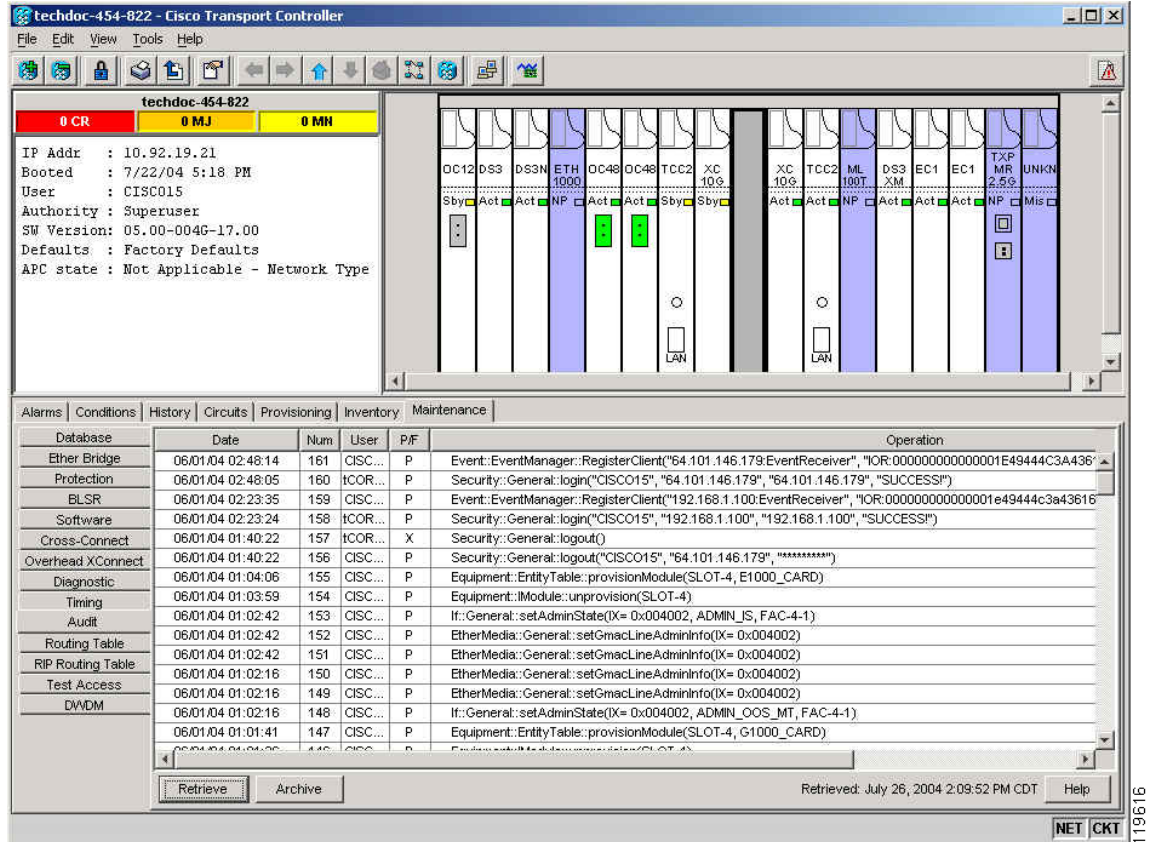 techdoc-454-822 - Cisco Transport Controller
File Edit View Tools Help
techdoc-454-822
0 CR 0 MJ 0 MN
IP Addr : 10.92.19.21
Booted : 7/22/04 5:18 PM
User : CISCO15
Authority : Superuser
SW Version: 05.00-004G-17.00
Defaults : Factory Defaults
APC state : Not Applicable - Network Type
OC12 DS3 DS3N ETH 1000 OC48 OC48 TCC2 XC 10G XC 10G TCC2 ML 100T DS3 XM EC1 EC1 TXP MR 2.5G UNKN
Sby Act Act NP Act Act Sby Sby Act Act NP Act Act Act NP Mis
LAN LAN
Alarms Conditions History Circuits Provisioning Inventory Maintenance
Database
Ether Bridge
Protection
BLSR
Software
Cross-Connect
Overhead XConnect
Diagnostic
Timing
Audit
Routing Table
RIP Routing Table
Test Access
DWDM
Date Num User P/F Operation
06/01/04 02:48:14 161 CISC... P Event::EventManager::RegisterClient("64.101.146.179:EventReceiver", "IOR:000000000000001E49444C3A436
06/01/04 02:48:05 160 tCOR... P Security::General::login("CISCO15", "64.101.146.179", "64.101.146.179", "SUCCESS!")
06/01/04 02:23:35 159 CISC... P Event::EventManager::RegisterClient("192.168.1.100:EventReceiver", "IOR:000000000000001e49444c3a43616
06/01/04 02:23:24 158 tCOR... P Security::General::login("CISCO15", "192.168.1.100", "192.168.1.100", "SUCCESS!")
06/01/04 01:40:22 157 tCOR... X Security::General::logout()
06/01/04 01:40:22 156 CISC... P Security::General::logout("CISCO15", "64.101.146.179", "*********")
06/01/04 01:04:06 155 CISC... P Equipment::EntityTable::provisionModule(SLOT-4, E1000_CARD)
06/01/04 01:03:59 154 CISC... P Equipment::IModule::unprovision(SLOT-4)
06/01/04 01:02:42 153 CISC... P If::General::setAdminState(IX= 0x004002, ADMIN_IS, FAC-4-1)
06/01/04 01:02:42 152 CISC... P EtherMedia::General::setGmacLineAdminInfo(IX= 0x004002)
06/01/04 01:02:42 151 CISC... P EtherMedia::General::setGmacLineAdminInfo(IX= 0x004002)
06/01/04 01:02:16 150 CISC... P EtherMedia::General::setGmacLineAdminInfo(IX= 0x004002)
06/01/04 01:02:16 149 CISC... P EtherMedia::General::setGmacLineAdminInfo(IX= 0x004002)
06/01/04 01:02:16 148 CISC... P If::General::setAdminState(IX= 0x004002, ADMIN_OOS_MT, FAC-4-1)
06/01/04 01:01:41 147 CISC... P Equipment::EntityTable::provisionModule(SLOT-4, G1000_CARD)
Retrieve Archive Retrieved: July 26, 2004 2:09:52 PM CDT Help
NET CKT
119616